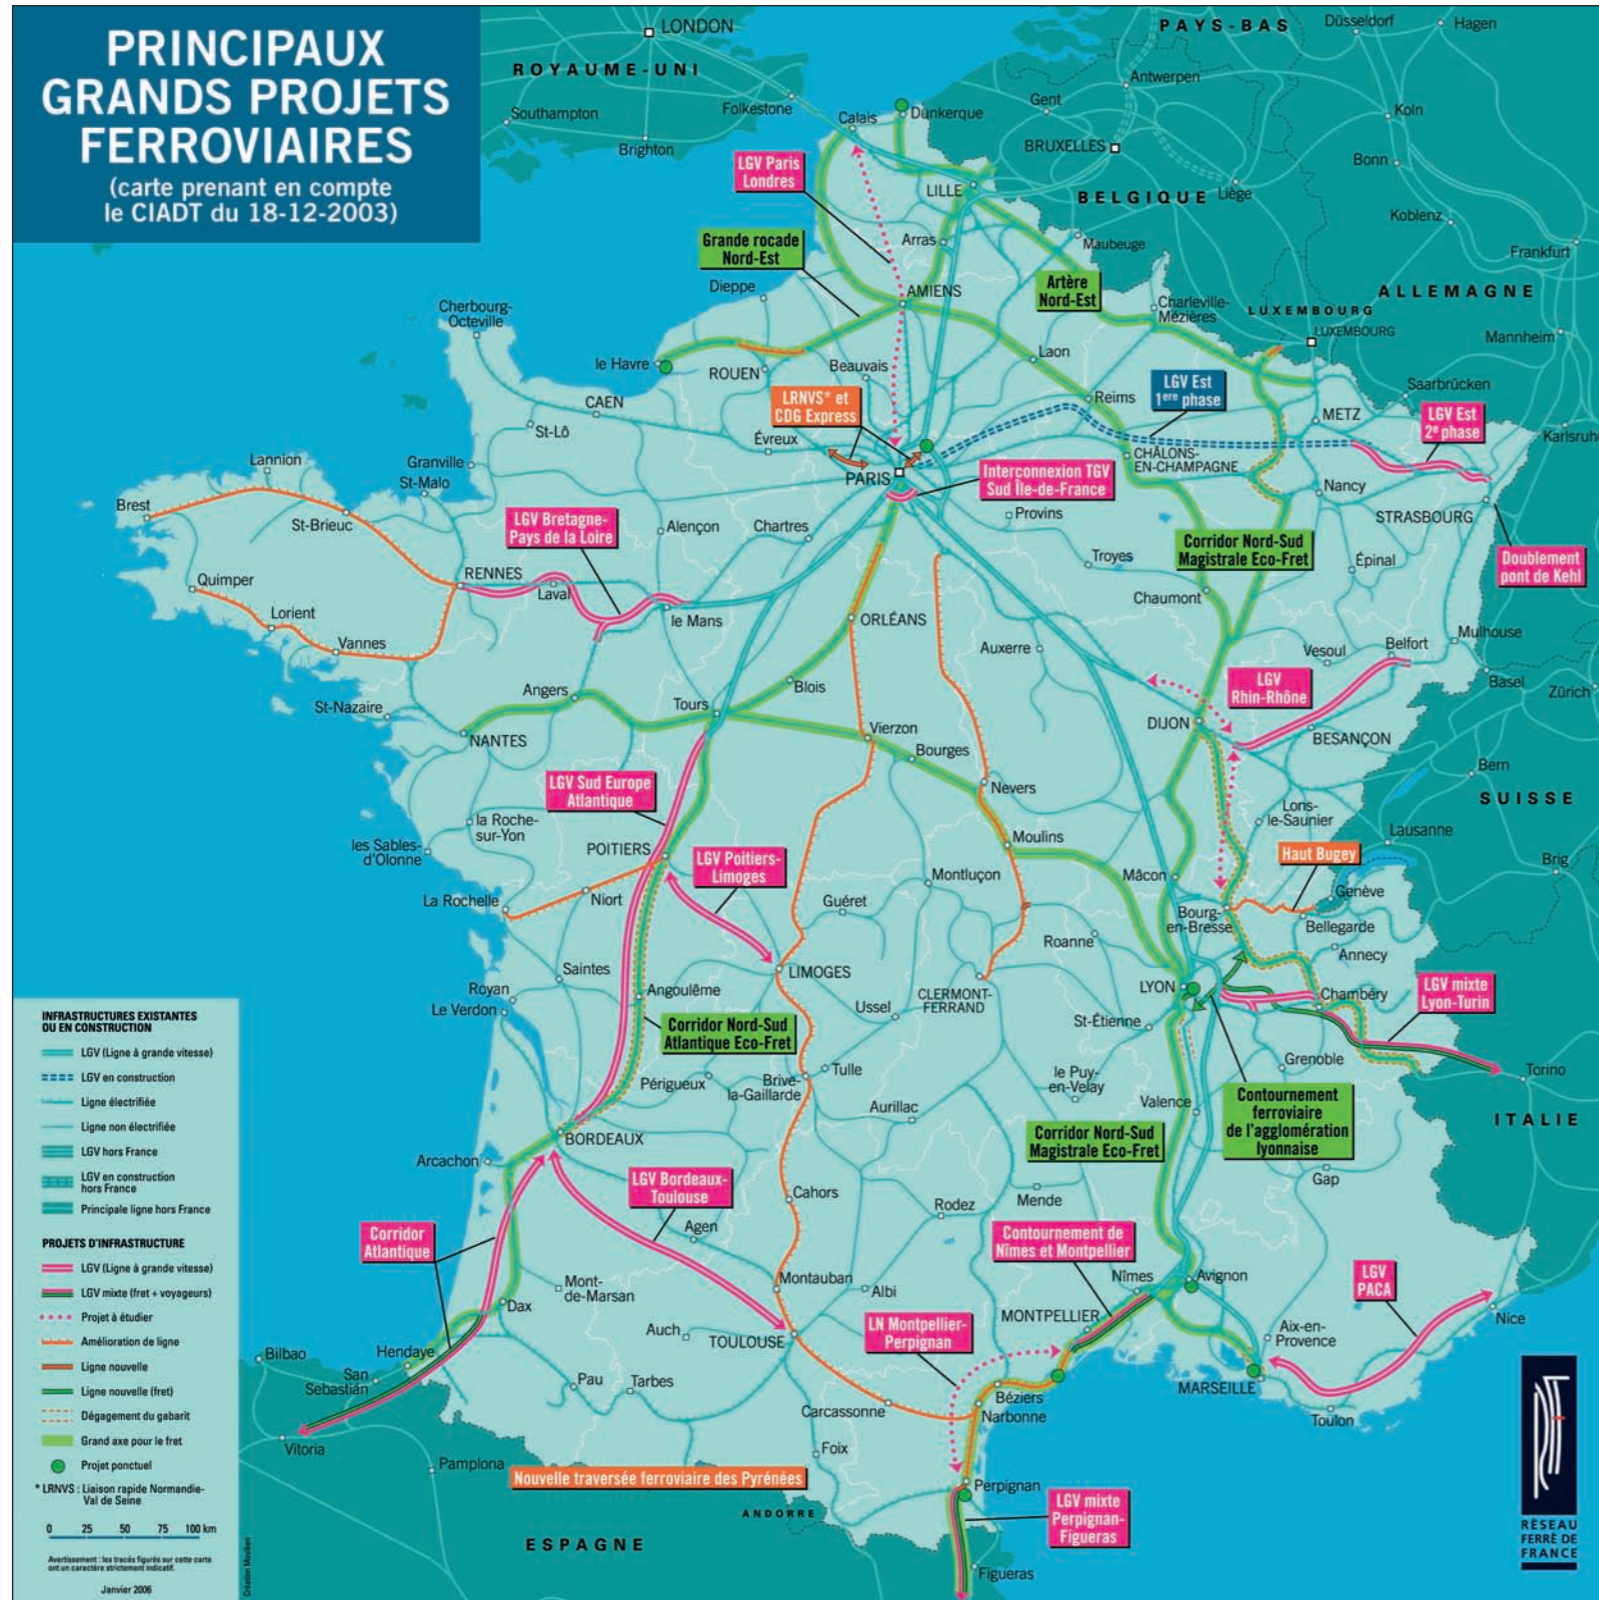 PRINCIPAUX
GRANDS PROJETS
FERROVIAIRES
(carte prenant en compte
le CIADT du 18-12-2003)
LONDON
ROYAUME-UNI
Southampton
Folkestone
Brighton
PAYS-BAS
Düsseldorf
Hagen
Antwerpen
Gent
BRUXELLES
BELGIQUE
Liège
Koln
Bonn
Koblenz
Frankfurt
ALLEMAGNE
LUXEMBOURG
LUXEMBOURG
Mannheim
Saarbrücken
Karlsruhe
Calais
Dunkerque
LILLE
LGV Paris
Londres
Arras
Maubeuge
Grande rocade
Nord-Est
Artère
Nord-Est
Dieppe
AMIENS
Charleville-
Mézières
Cherbourg-
Octeville
le Havre
ROUEN
Beauvais
Laon
Reims
LGV Est
1ere phase
METZ
LGV Est
2e phase
LRNVS* et
CDG Express
CAEN
St-Lô
Évreux
CHÂLONS-
EN-CHAMPAGNE
PARIS
Interconnexion TGV
Sud Île-de-France
Nancy
STRASBOURG
Lannion
Granville
St-Malo
Brest
St-Brieuc
LGV Bretagne-
Pays de la Loire
Alençon
Chartres
Provins
Troyes
Corridor Nord-Sud
Magistrale Eco-Fret
Épinal
Doublement
pont de Kehl
Quimper
RENNES
Laval
le Mans
Lorient
Vannes
ORLÉANS
Chaumont
Auxerre
Vesoul
Belfort
Mulhouse
Basel
Zürich
Angers
Blois
LGV
Rhin-Rhône
St-Nazaire
Tours
NANTES
Vierzon
Bourges
DIJON
BESANÇON
Bern
SUISSE
LGV Sud Europe
Atlantique
Nevers
Lons-
le-Saunier
Lausanne
la Roche-
sur-Yon
les Sables-
d'Olonne
POITIERS
LGV Poitiers-
Limoges
Moulins
Haut Bugey
Brig
Montluçon
Mâcon
Genève
La Rochelle
Niort
Guéret
Bourg-
en-Bresse
Bellegarde
Roanne
Annecy
Saintes
LIMOGES
Royan
Le Verdon
Angoulême
Ussel
CLERMONT-
FERRAND
LYON
Chambéry
LGV mixte
Lyon-Turin
Corridor Nord-Sud
Atlantique Eco-Fret
St-Étienne
Grenoble
Torino
Périgueux
Brive-
la-Gaillarde
Tulle
le Puy-
en-Velay
Aurillac
Valence
Contournement
ferroviaire
de l'agglomération
lyonnaise
ITALIE
BORDEAUX
Corridor Nord-Sud
Magistrale Eco-Fret
Arcachon
LGV Bordeaux-
Toulouse
Cahors
Rodez
Mende
Gap
Corridor
Atlantique
Agen
Contournement de
Nîmes et Montpellier
Mont-
de-Marsan
Montauban
Albi
Nîmes
Avignon
LGV
PACA
Dax
MONTPELLIER
Nice
Auch
TOULOUSE
LN Montpellier-
Perpignan
Aix-en-
Provence
Bilbao
Hendaye
San
Sebastián
Pau
Tarbes
Béziers
MARSEILLE
Carcassonne
Narbonne
Toulon
Vitoria
Foix
Pamplona
Nouvelle traversée ferroviaire des Pyrénées
Perpignan
ANDORRE
LGV mixte
Perpignan-
Figueras
ESPAGNE
Figueras
INFRASTRUCTURES EXISTANTES
OU EN CONSTRUCTION
LGV (Ligne à grande vitesse)
LGV en construction
Ligne électrifiée
Ligne non électrifiée
LGV hors France
LGV en construction
hors France
Principale ligne hors France
PROJETS D'INFRASTRUCTURE
LGV (Ligne à grande vitesse)
LGV mixte (fret + voyageurs)
Projet à étudier
Amélioration de ligne
Ligne nouvelle
Ligne nouvelle (fret)
Dégagement du gabarit
Grand axe pour le fret
Projet ponctuel
* LRNVS : Liaison rapide Normandie-
Val de Seine
0 25 50 75 100 km
Avertissement : les tracés figurés sur cette carte
ont un caractère strictement indicatif.
Janvier 2006
RÉSEAU
FERRÉ DE
FRANCE